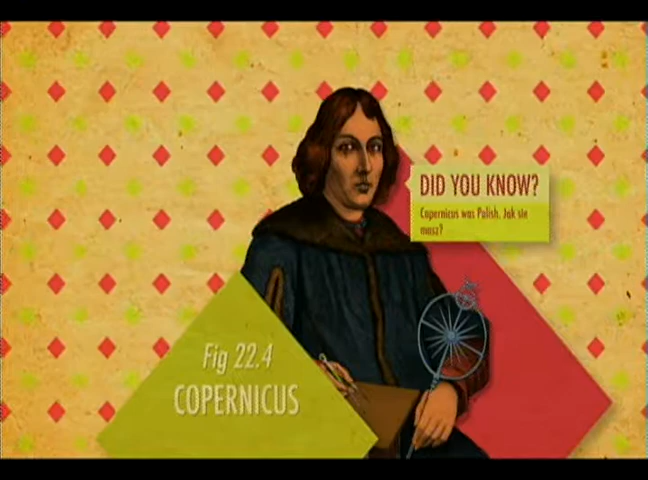 DID YOU KNOW?
Copernicus was Polish. Jak sie
masz?
Fig 22.4
COPERNICUS